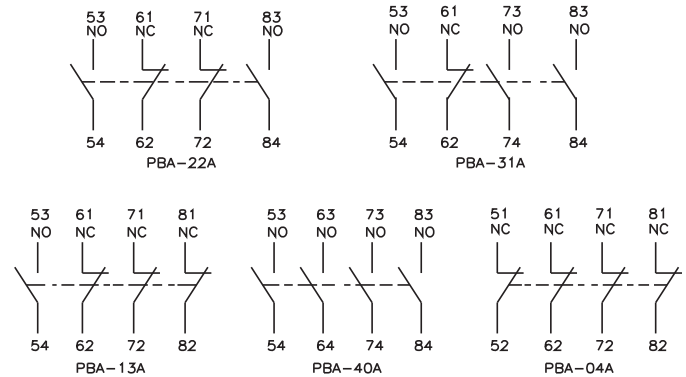 53 61 71 83
NO NC NC NO
54 62 72 84
PBA-22A
53 61 73 83
NO NC NO NO
54 62 74 84
PBA-31A
53 61 71 81
NO NC NC NC
54 62 72 82
PBA-13A
53 63 73 83
NO NO NO NO
54 64 74 84
PBA-40A
51 61 71 81
NC NC NC NC
52 62 72 82
PBA-04A